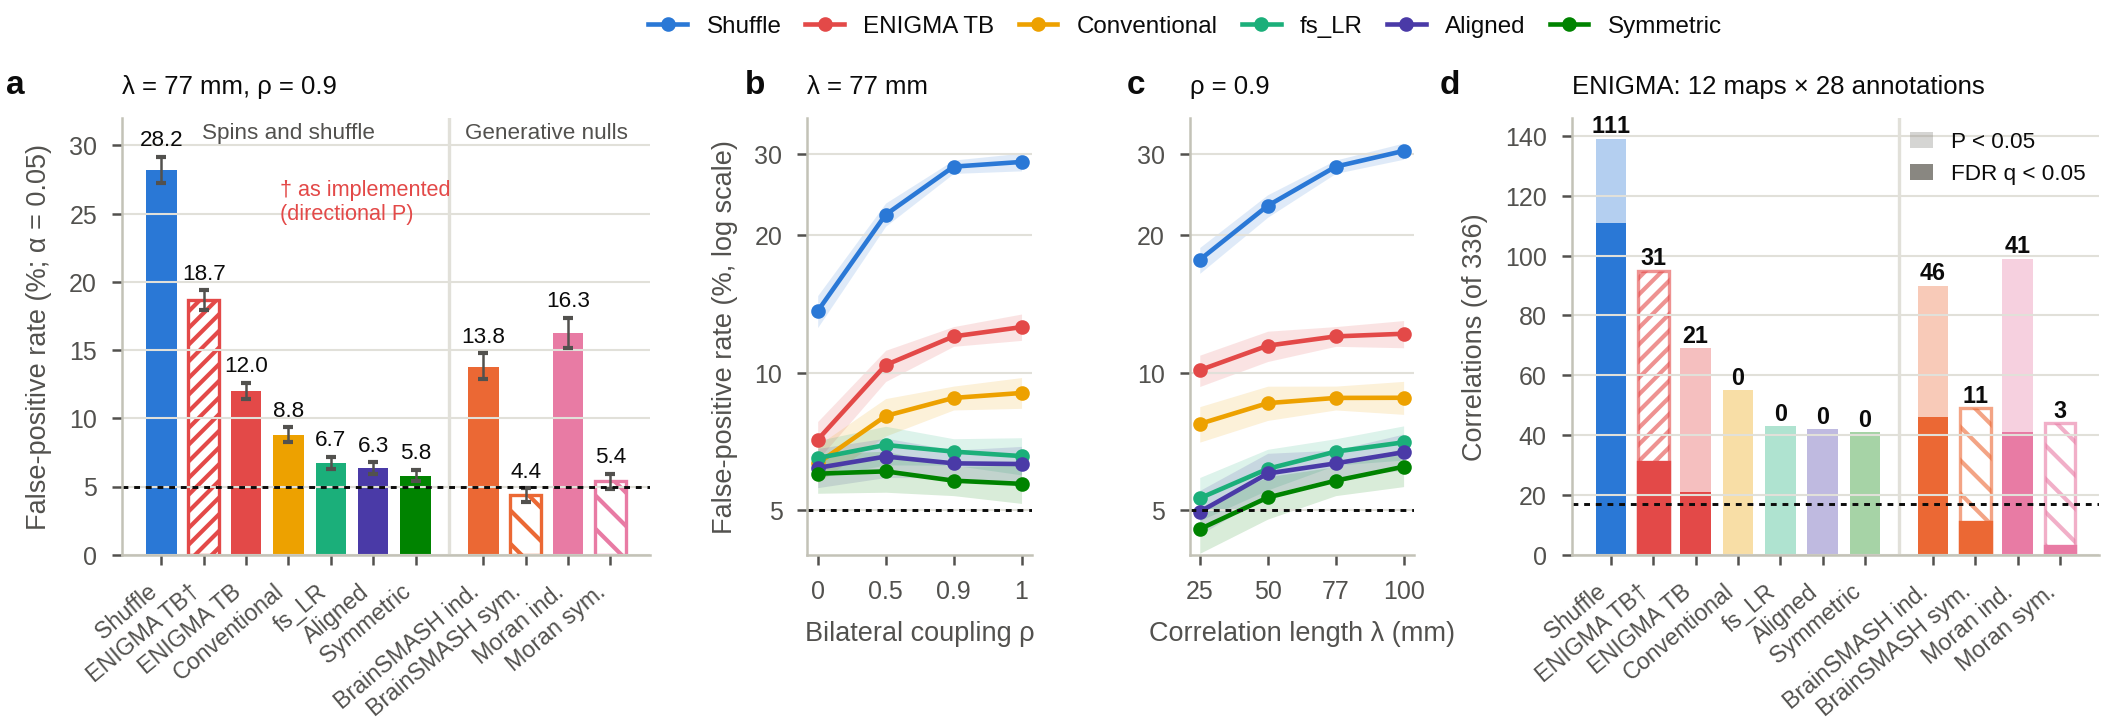 Shuffle ENIGMA TB Conventional fs_LR Aligned Symmetric
a
λ = 77 mm, ρ = 0.9
False-positive rate (%; α = 0.05)
30
25
20
15
10
5
0
Spins and shuffle
Generative nulls
† as implemented
(directional P)
28.2
18.7
12.0
8.8
6.7
6.3
5.8
13.8
4.4
16.3
5.4
Shuffle
ENIGMA TB†
ENIGMA TB
Conventional
fs_LR
Aligned
Symmetric
BrainSMASH ind.
BrainSMASH sym.
Moran ind.
Moran sym.
b
λ = 77 mm
False-positive rate (%, log scale)
30
20
10
5
0 0.5 0.9 1
Bilateral coupling ρ
c
ρ = 0.9
30
20
10
5
25 50 77 100
Correlation length λ (mm)
d
ENIGMA: 12 maps × 28 annotations
Correlations (of 336)
140
120
100
80
60
40
20
0
P < 0.05
FDR q < 0.05
111
31
21
0
0
0
0
46
11
41
3
Shuffle
ENIGMA TB†
ENIGMA TB
Conventional
fs_LR
Aligned
Symmetric
BrainSMASH ind.
BrainSMASH sym.
Moran ind.
Moran sym.